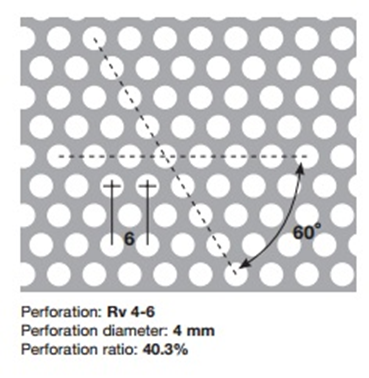 60°
6
Perforation: Rv 4-6
Perforation diameter: 4 mm
Perforation ratio: 40.3%